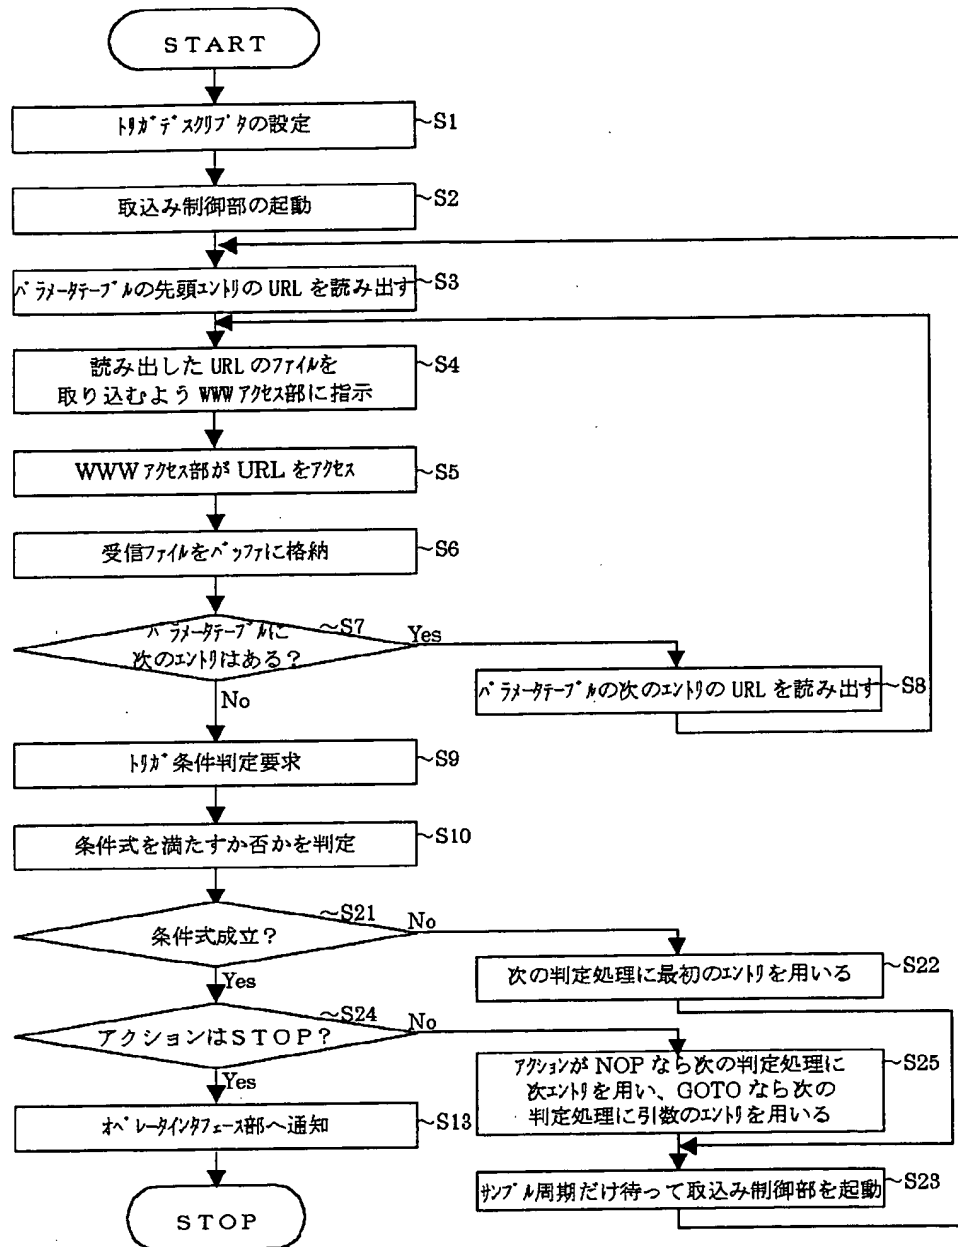 START
トリガデスクリプタの設定
~S1
取込み制御部の起動
~S2
パラメータテーブルの先頭エントリの URL を読み出す
~S3
読み出した URL のファイルを
取り込むよう WWW アクセス部に指示
~S4
WWW アクセス部が URL をアクセス
~S5
受信ファイルをバッファに格納
~S6
~S7
パラメータテーブルに
次のエントリはある?
Yes
No
パラメータテーブルの次のエントリの URL を読み出す
~S8
トリガ条件判定要求
~S9
条件式を満たすか否かを判定
~S10
~S21
条件式成立?
No
Yes
次の判定処理に最初のエントリを用いる
~S22
~S24
アクションはSTOP?
No
Yes
アクションが NOP なら次の判定処理に
次エントリを用い、GOTO なら次の
判定処理に引数のエントリを用いる
~S25
オペレータインタフェース部へ通知
~S13
サンプル周期だけ待って取込み制御部を起動
~S23
STOP